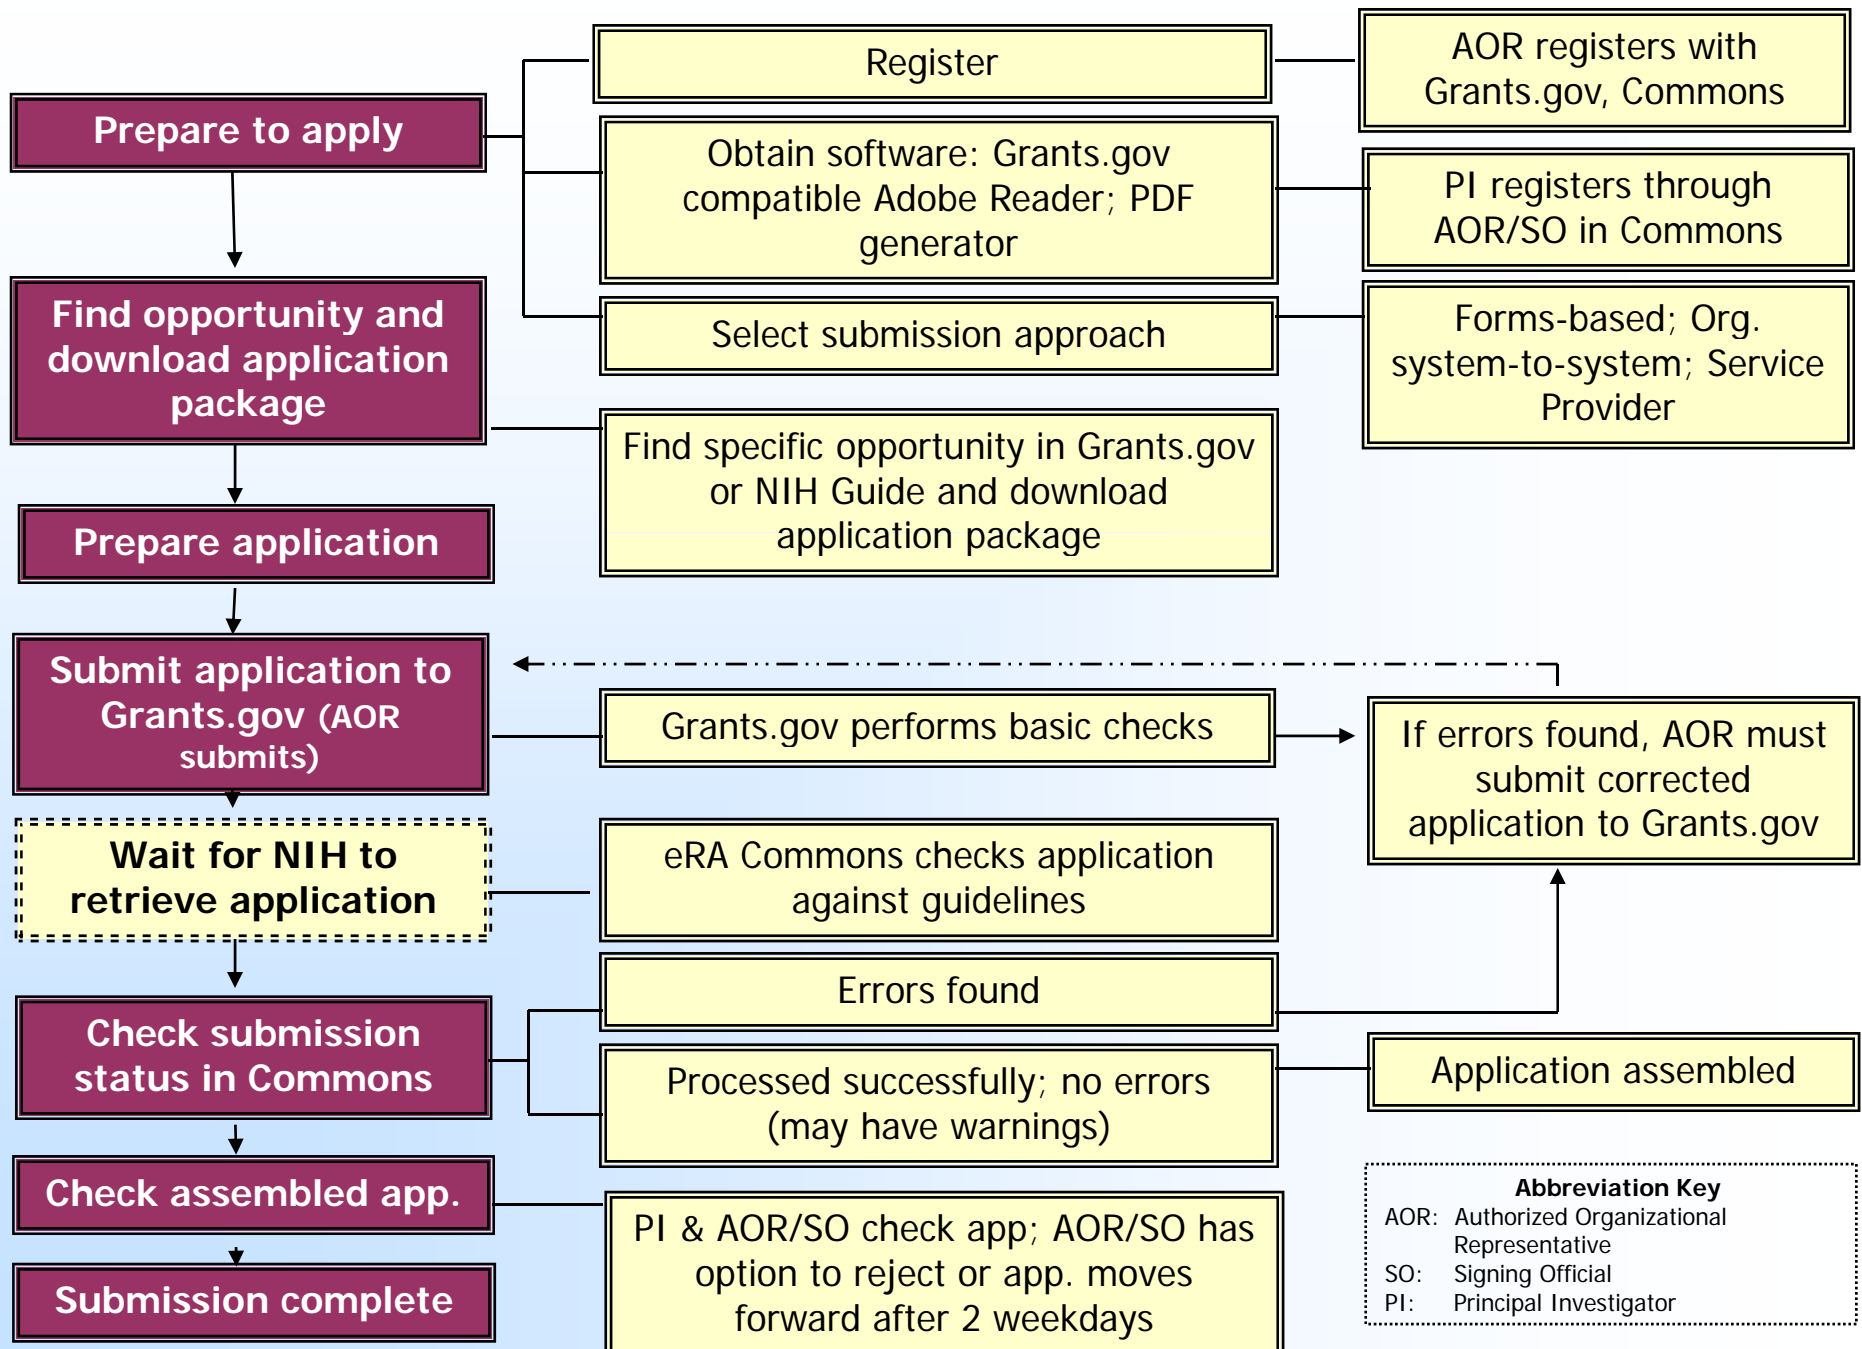 Prepare to apply
Register
AOR registers with
Grants.gov, Commons
Obtain software: Grants.gov
compatible Adobe Reader; PDF
generator
PI registers through
AOR/SO in Commons
Select submission approach
Forms-based; Org.
system-to-system; Service
Provider
Find opportunity and
download application
package
Find specific opportunity in Grants.gov
or NIH Guide and download
application package
Prepare application
Submit application to
Grants.gov (AOR
submits)
Grants.gov performs basic checks
If errors found, AOR must
submit corrected
application to Grants.gov
Wait for NIH to
retrieve application
eRA Commons checks application
against guidelines
Check submission
status in Commons
Errors found
Processed successfully; no errors
(may have warnings)
Application assembled
Check assembled app.
PI & AOR/SO check app; AOR/SO has
option to reject or app. moves
forward after 2 weekdays
Submission complete
Abbreviation Key
AOR: Authorized Organizational
Representative
SO: Signing Official
PI: Principal Investigator